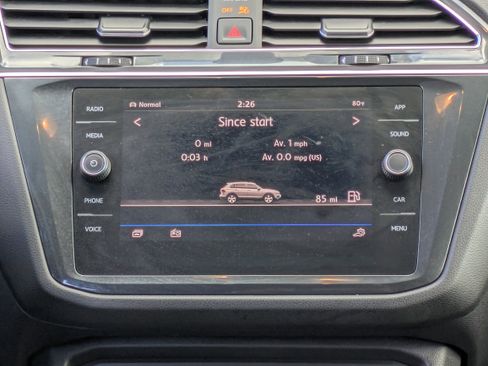 OFF
Normal 2:26 80°F
RADIO
APP
< Since start >
MEDIA
SOUND
0 mi Av. 1 mph
0:03 h Av. 0.0 mpg (US)
PHONE
CAR
85 mi
VOICE
MENU